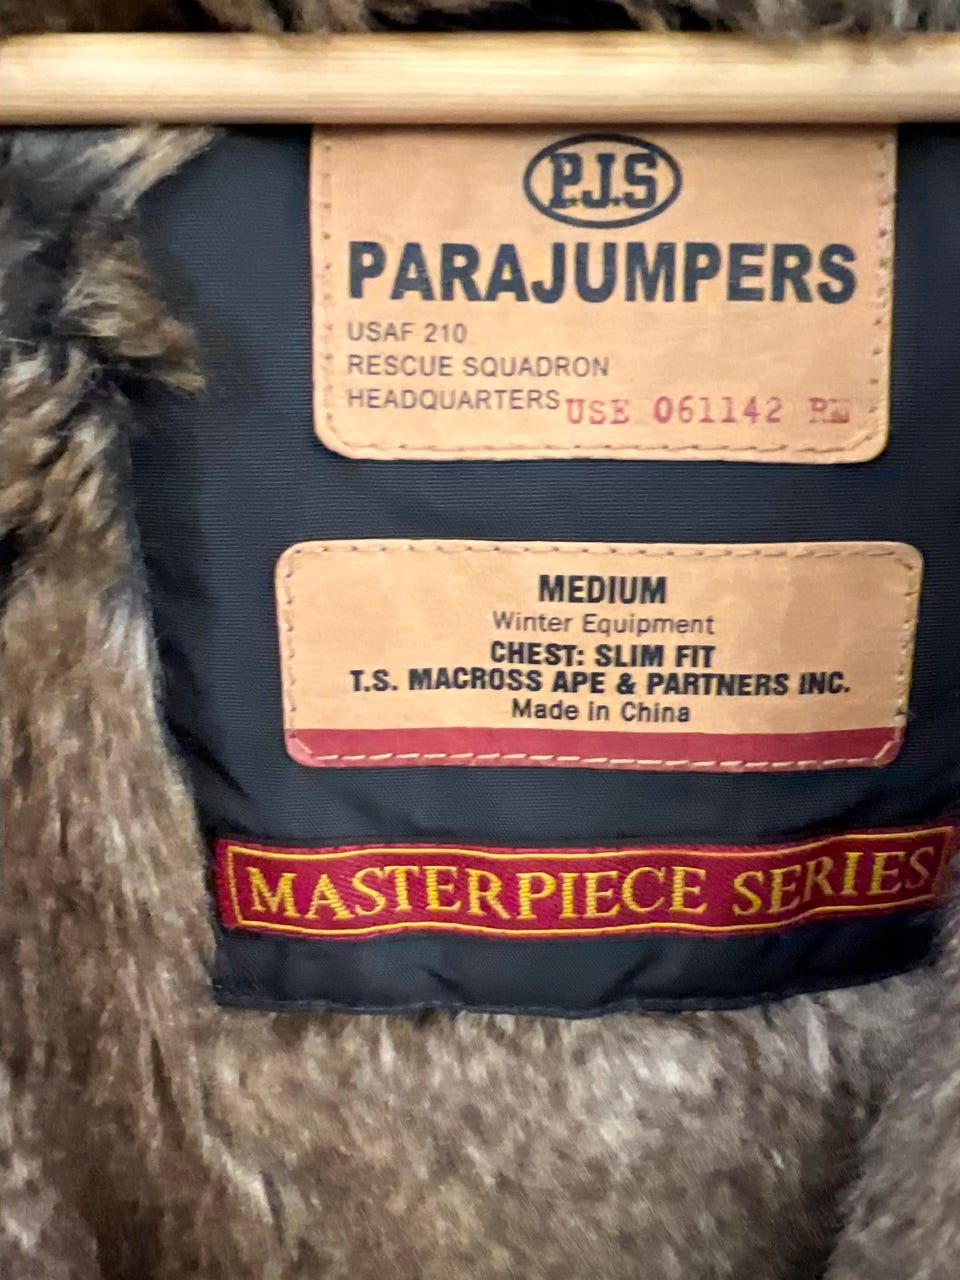 P.J.S
PARAJUMPERS
USAF 210
RESCUE SQUADRON
HEADQUARTERS USE 061142
MEDIUM
Winter Equipment
CHEST: SLIM FIT
T.S. MACROSS APE & PARTNERS INC.
Made in China
MASTERPIECE SERIES